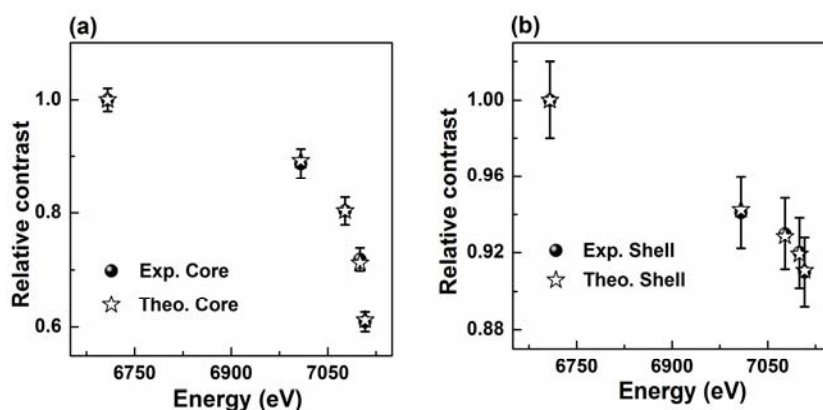 (a)
Relative contrast
1.0
0.8
0.6
Exp. Core
Theo. Core
6750
6900
7050
Energy (eV)
(b)
Relative contrast
1.00
0.96
0.92
0.88
Exp. Shell
Theo. Shell
6750
6900
7050
Energy (eV)